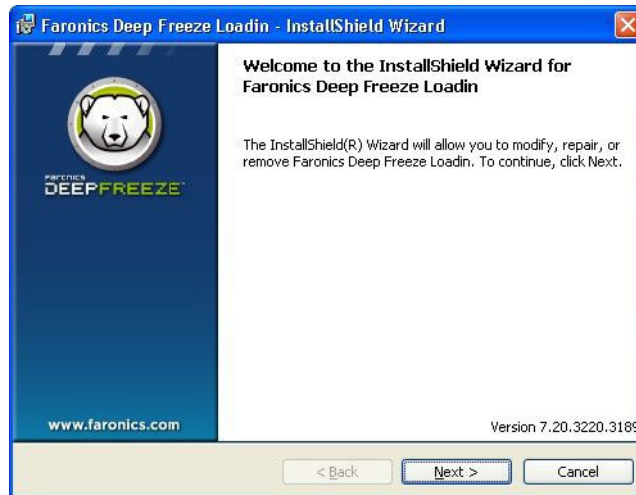 Faronics Deep Freeze Loadin - InstallShield Wizard
Welcome to the InstallShield Wizard for
Faronics Deep Freeze Loadin
The InstallShield(R) Wizard will allow you to modify, repair, or
remove Faronics Deep Freeze Loadin. To continue, click Next.
FARONICS
DEEPFREEZE
www.faronics.com
Version 7.20.3220.3189
< Back
Next >
Cancel